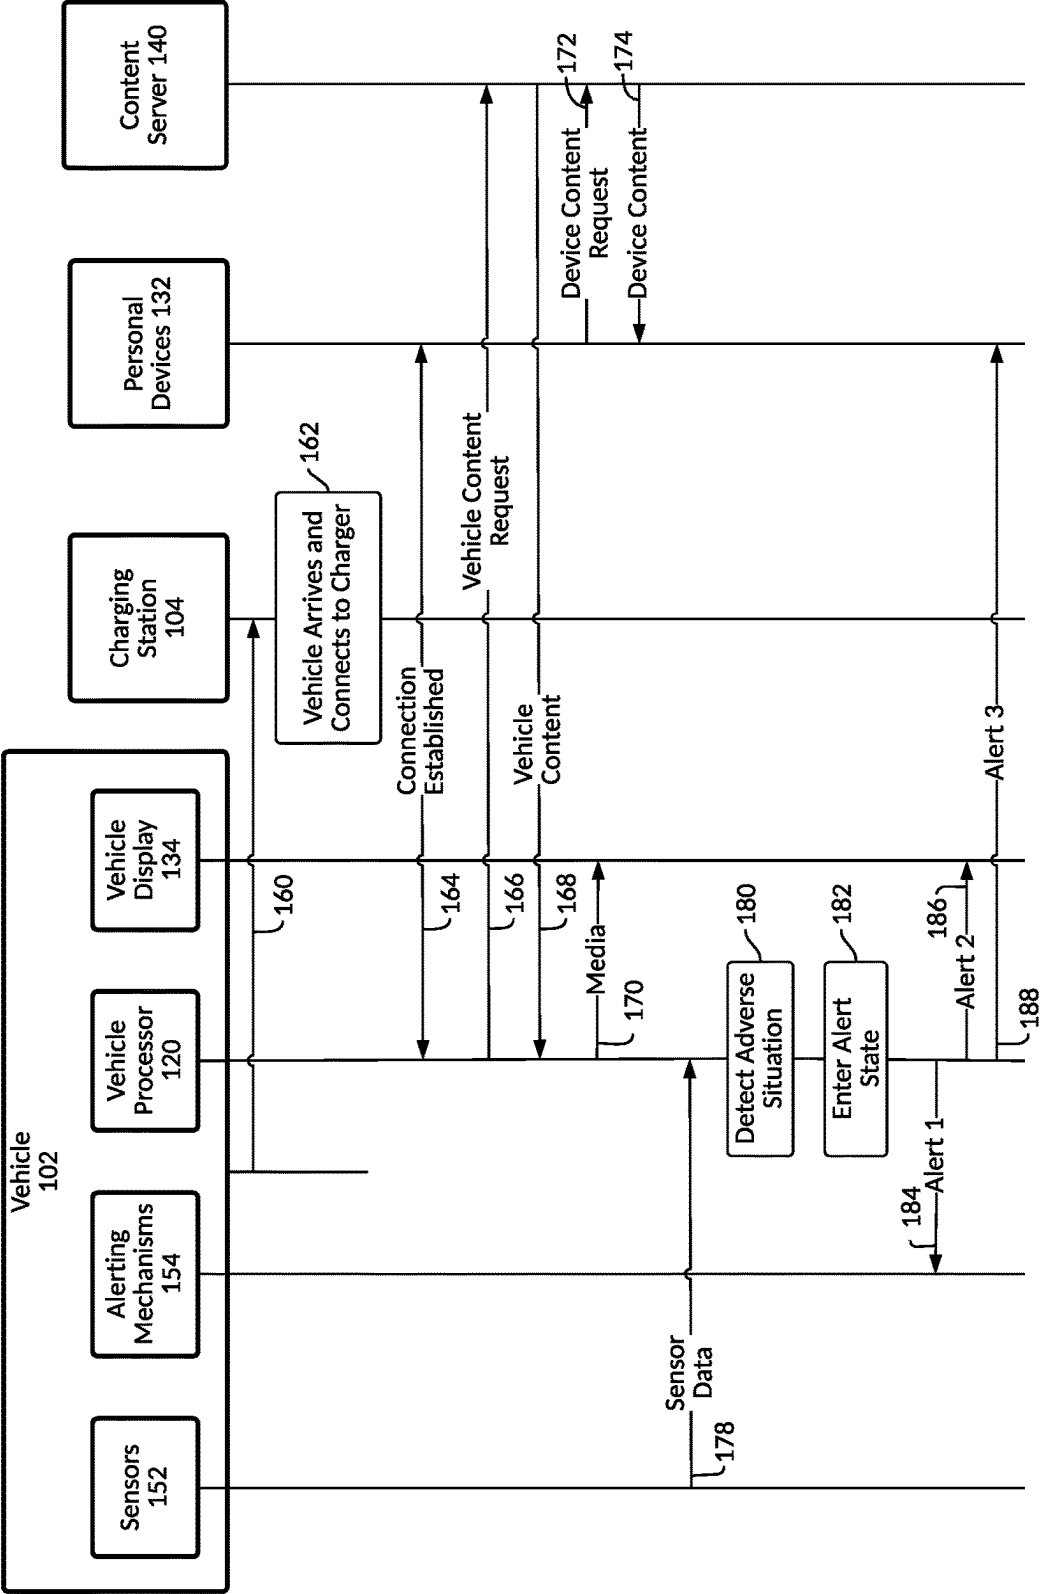 Vehicle
102
Sensors
152
Alerting
Mechanisms
154
Vehicle
Processor
120
Vehicle
Display
134
Charging
Station
104
Personal
Devices 132
Content
Server 140
160
Vehicle Arrives and
Connects to Charger
162
Connection
Established
164
Vehicle Content
Request
166
Vehicle
Content
168
Device Content
Request
172
Media
170
Device Content
174
Sensor
Data
178
Detect Adverse
Situation
180
Enter Alert
State
182
Alert 1
184
Alert 2
186
Alert 3
188